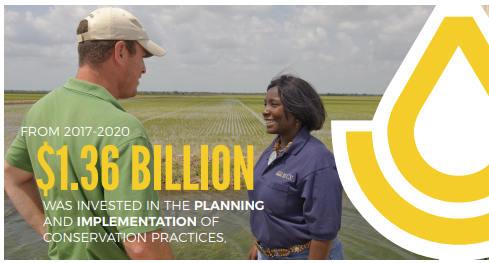 FROM 2017-2020
$1.36 BILLION
WAS INVESTED IN THE PLANNING
AND IMPLEMENTATION OF
CONSERVATION PRACTICES,